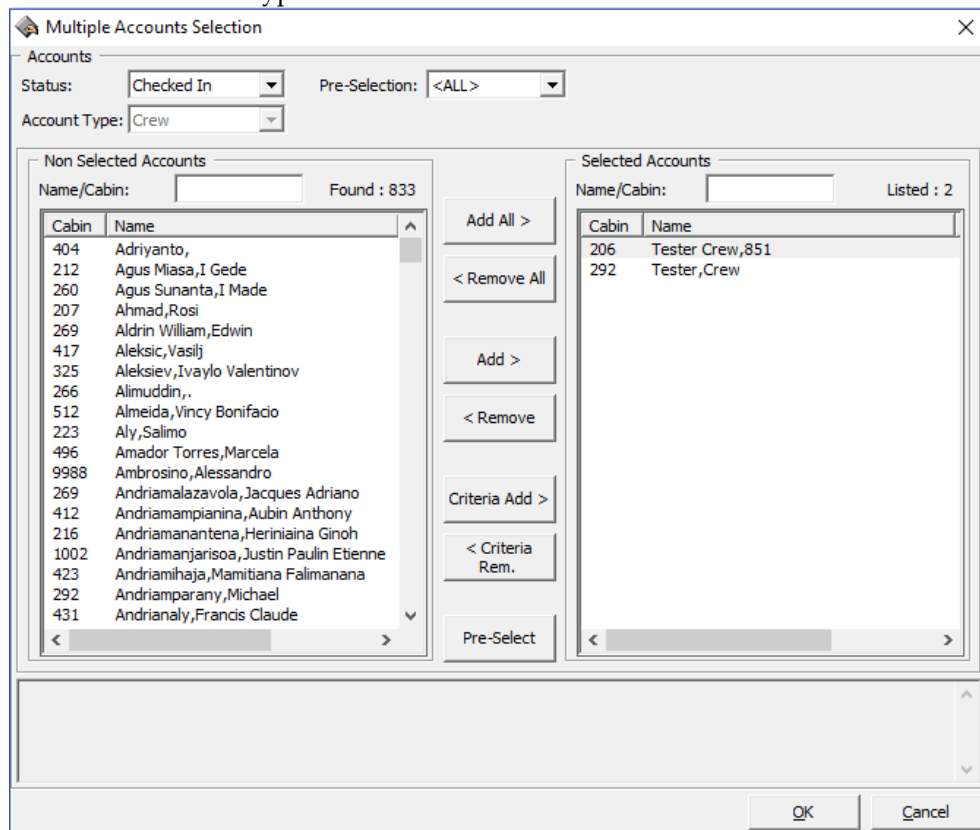 Multiple Accounts Selection
Accounts
Status: Checked In Pre-Selection: <ALL>
Account Type: Crew
Non Selected Accounts
Name/Cabin: Found : 833
Cabin Name
404 Adriyanto,
212 Agus Miasa,I Gede
260 Agus Sunanta,I Made
207 Ahmad,Rosi
269 Aldrin William,Edwin
417 Aleksic,Vasilj
325 Aleksiev,Ivaylo Valentinov
266 Alimuddin,.
512 Almeida,Vincy Bonifacio
223 Aly,Salimo
496 Amador Torres,Marcela
9988 Ambrosino,Alessandro
269 Andriamalazavola,Jacques Adriano
412 Andriamampianina,Aubin Anthony
216 Andriamanantena,Heriniaina Ginoh
1002 Andriamanjarisoa,Justin Paulin Etienne
423 Andriamihaja,Mamitiana Falimanana
292 Andriamparany,Michael
431 Andrianaly,Francis Claude
Add All >
< Remove All
Add >
< Remove
Criteria Add >
< Criteria
Rem.
Pre-Select
Selected Accounts
Name/Cabin: Listed : 2
Cabin Name
206 Tester Crew,851
292 Tester,Crew
OK
Cancel